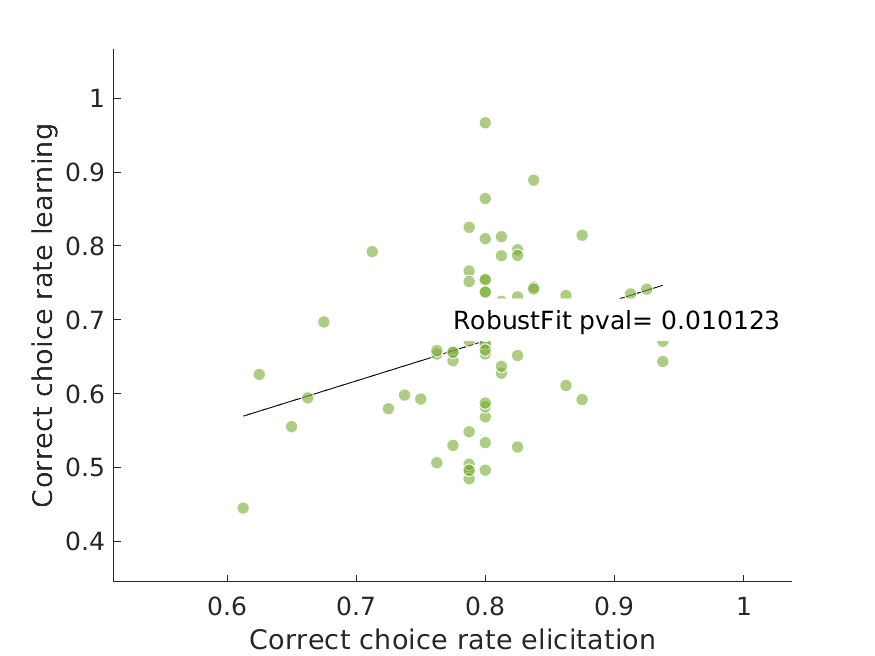 1
0.9
0.8
0.7
0.6
0.5
0.4
Correct choice rate learning
RobustFit pval= 0.010123
0.6 0.7 0.8 0.9 1
Correct choice rate elicitation